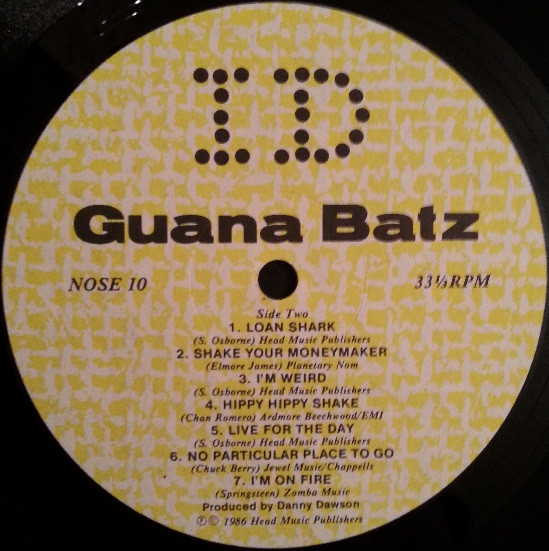 ID
Guana Batz
NOSE 10
33⅓RPM
Side Two
1. LOAN SHARK
(S. Osborne) Head Music Publishers
2. SHAKE YOUR MONEYMAKER
(Elmore James) Planetary Nom
3. I'M WEIRD
(S. Osborne) Head Music Publishers
4. HIPPY HIPPY SHAKE
(Chan Romero) Ardmore Beechwood/EMI
5. LIVE FOR THE DAY
(S. Osborne) Head Music Publishers
6. NO PARTICULAR PLACE TO GO
(Chuck Berry) Jewel Music/Chappells
7. I'M ON FIRE
(Springsteen) Zomba Music
Produced by Danny Dawson
Ⓟ © 1986 Head Music Publishers